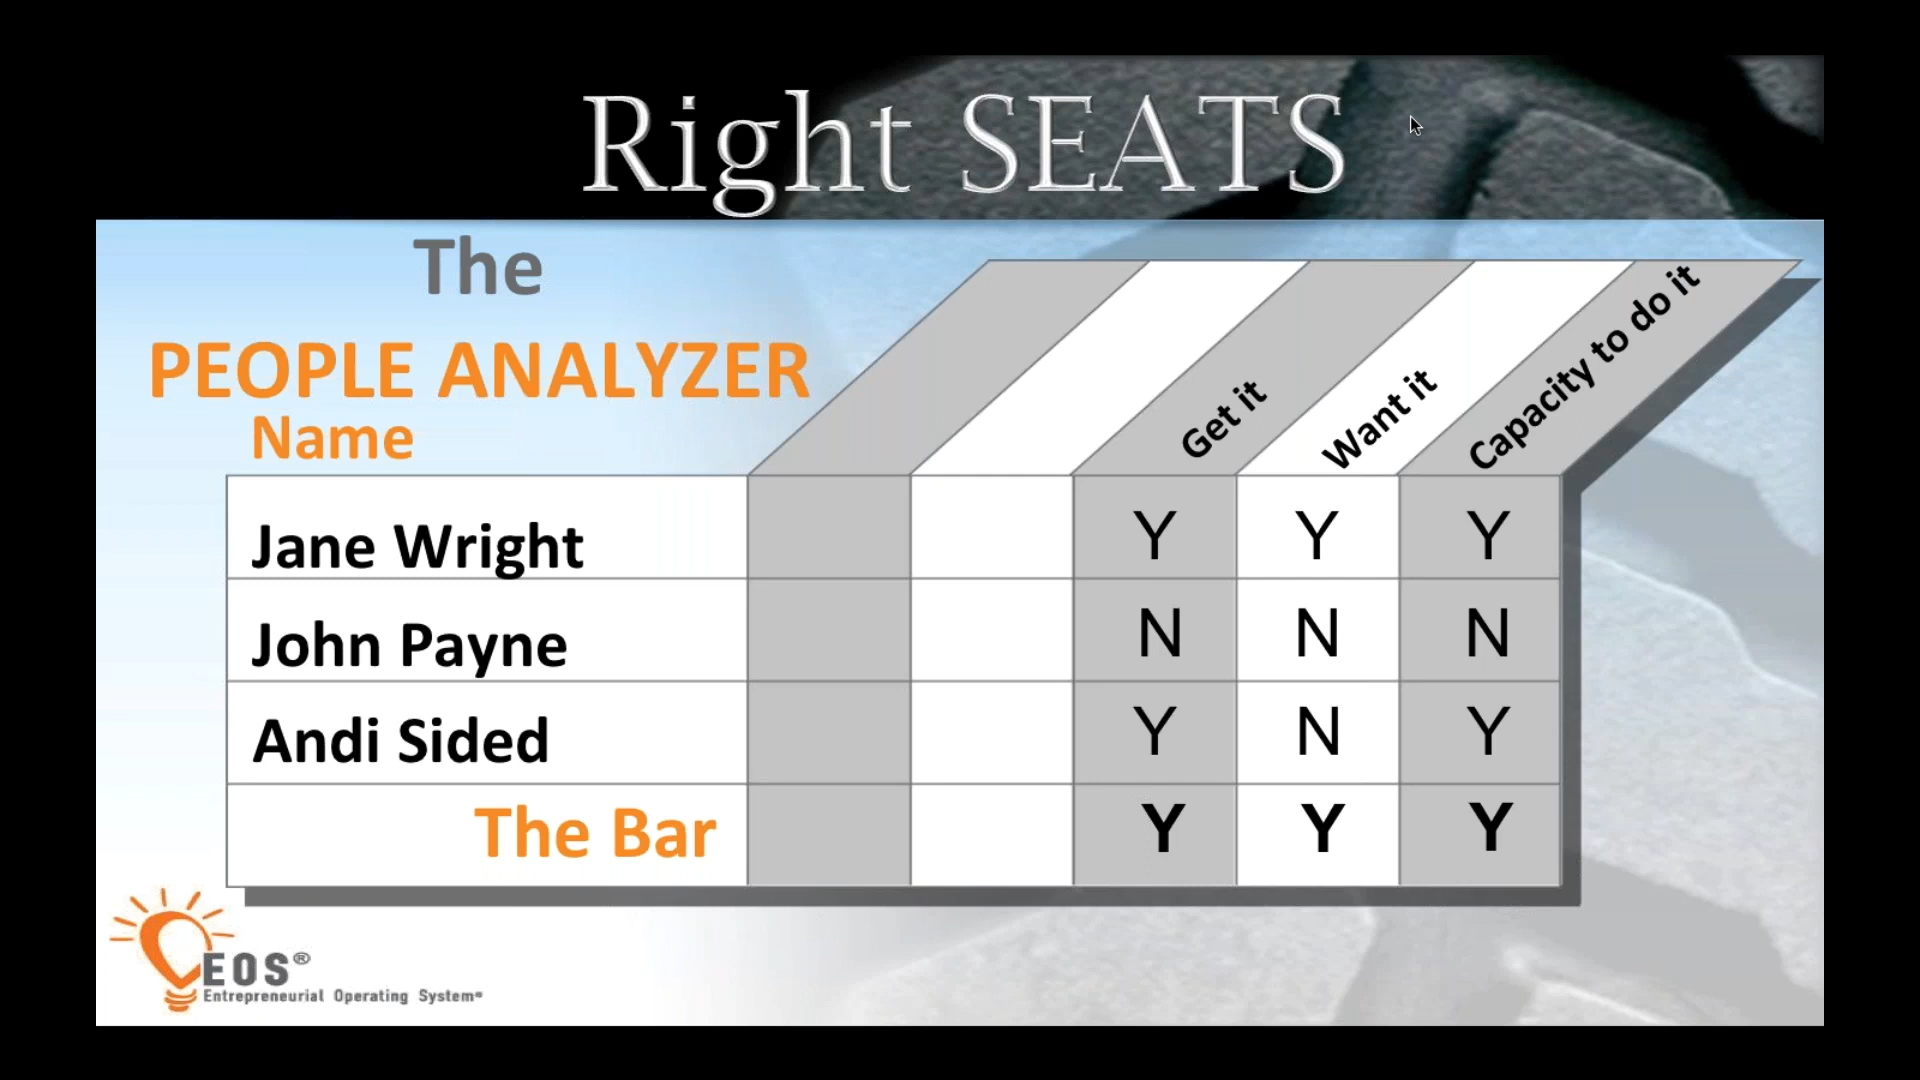 Right SEATS
The
PEOPLE ANALYZER
Name
Get it
Want it
Capacity to do it
Jane Wright Y Y Y
John Payne N N N
Andi Sided Y N Y
The Bar Y Y Y
EOS®
Entrepreneurial Operating System®